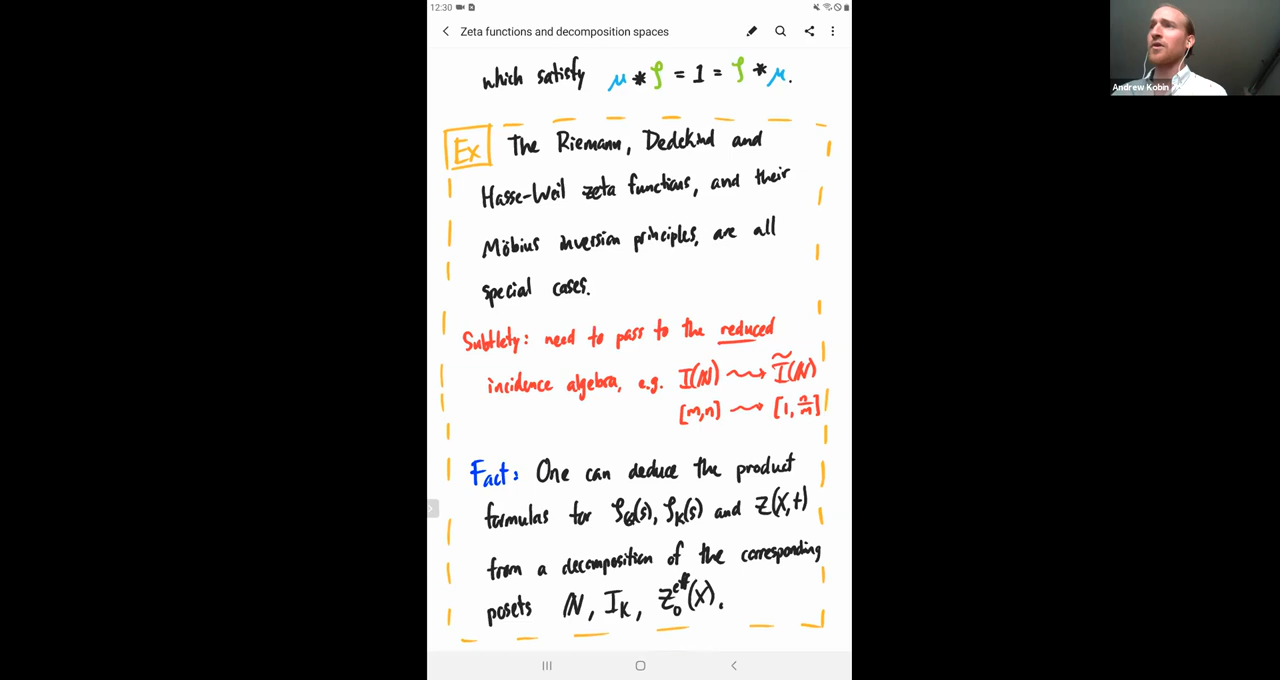 12:30
Zeta functions and decomposition spaces
Andrew Kobin
which satisfy μ * ζ = 1 = ζ * μ.
Ex The Riemann, Dedekind and
Hasse-Weil zeta functions, and their
Möbius inversion principles, are all
special cases.
Subtlety: need to pass to the reduced
incidence algebra, e.g. I(ℕ) ⇝ Ĩ(ℕ)
[m,n] ⇝ [1, n/m]
Fact: One can deduce the product
formulas for ζ_ℚ(s), ζ_K(s) and Z(X,t)
from a decomposition of the corresponding
posets ℕ, I_K, Z_0^eff(X).